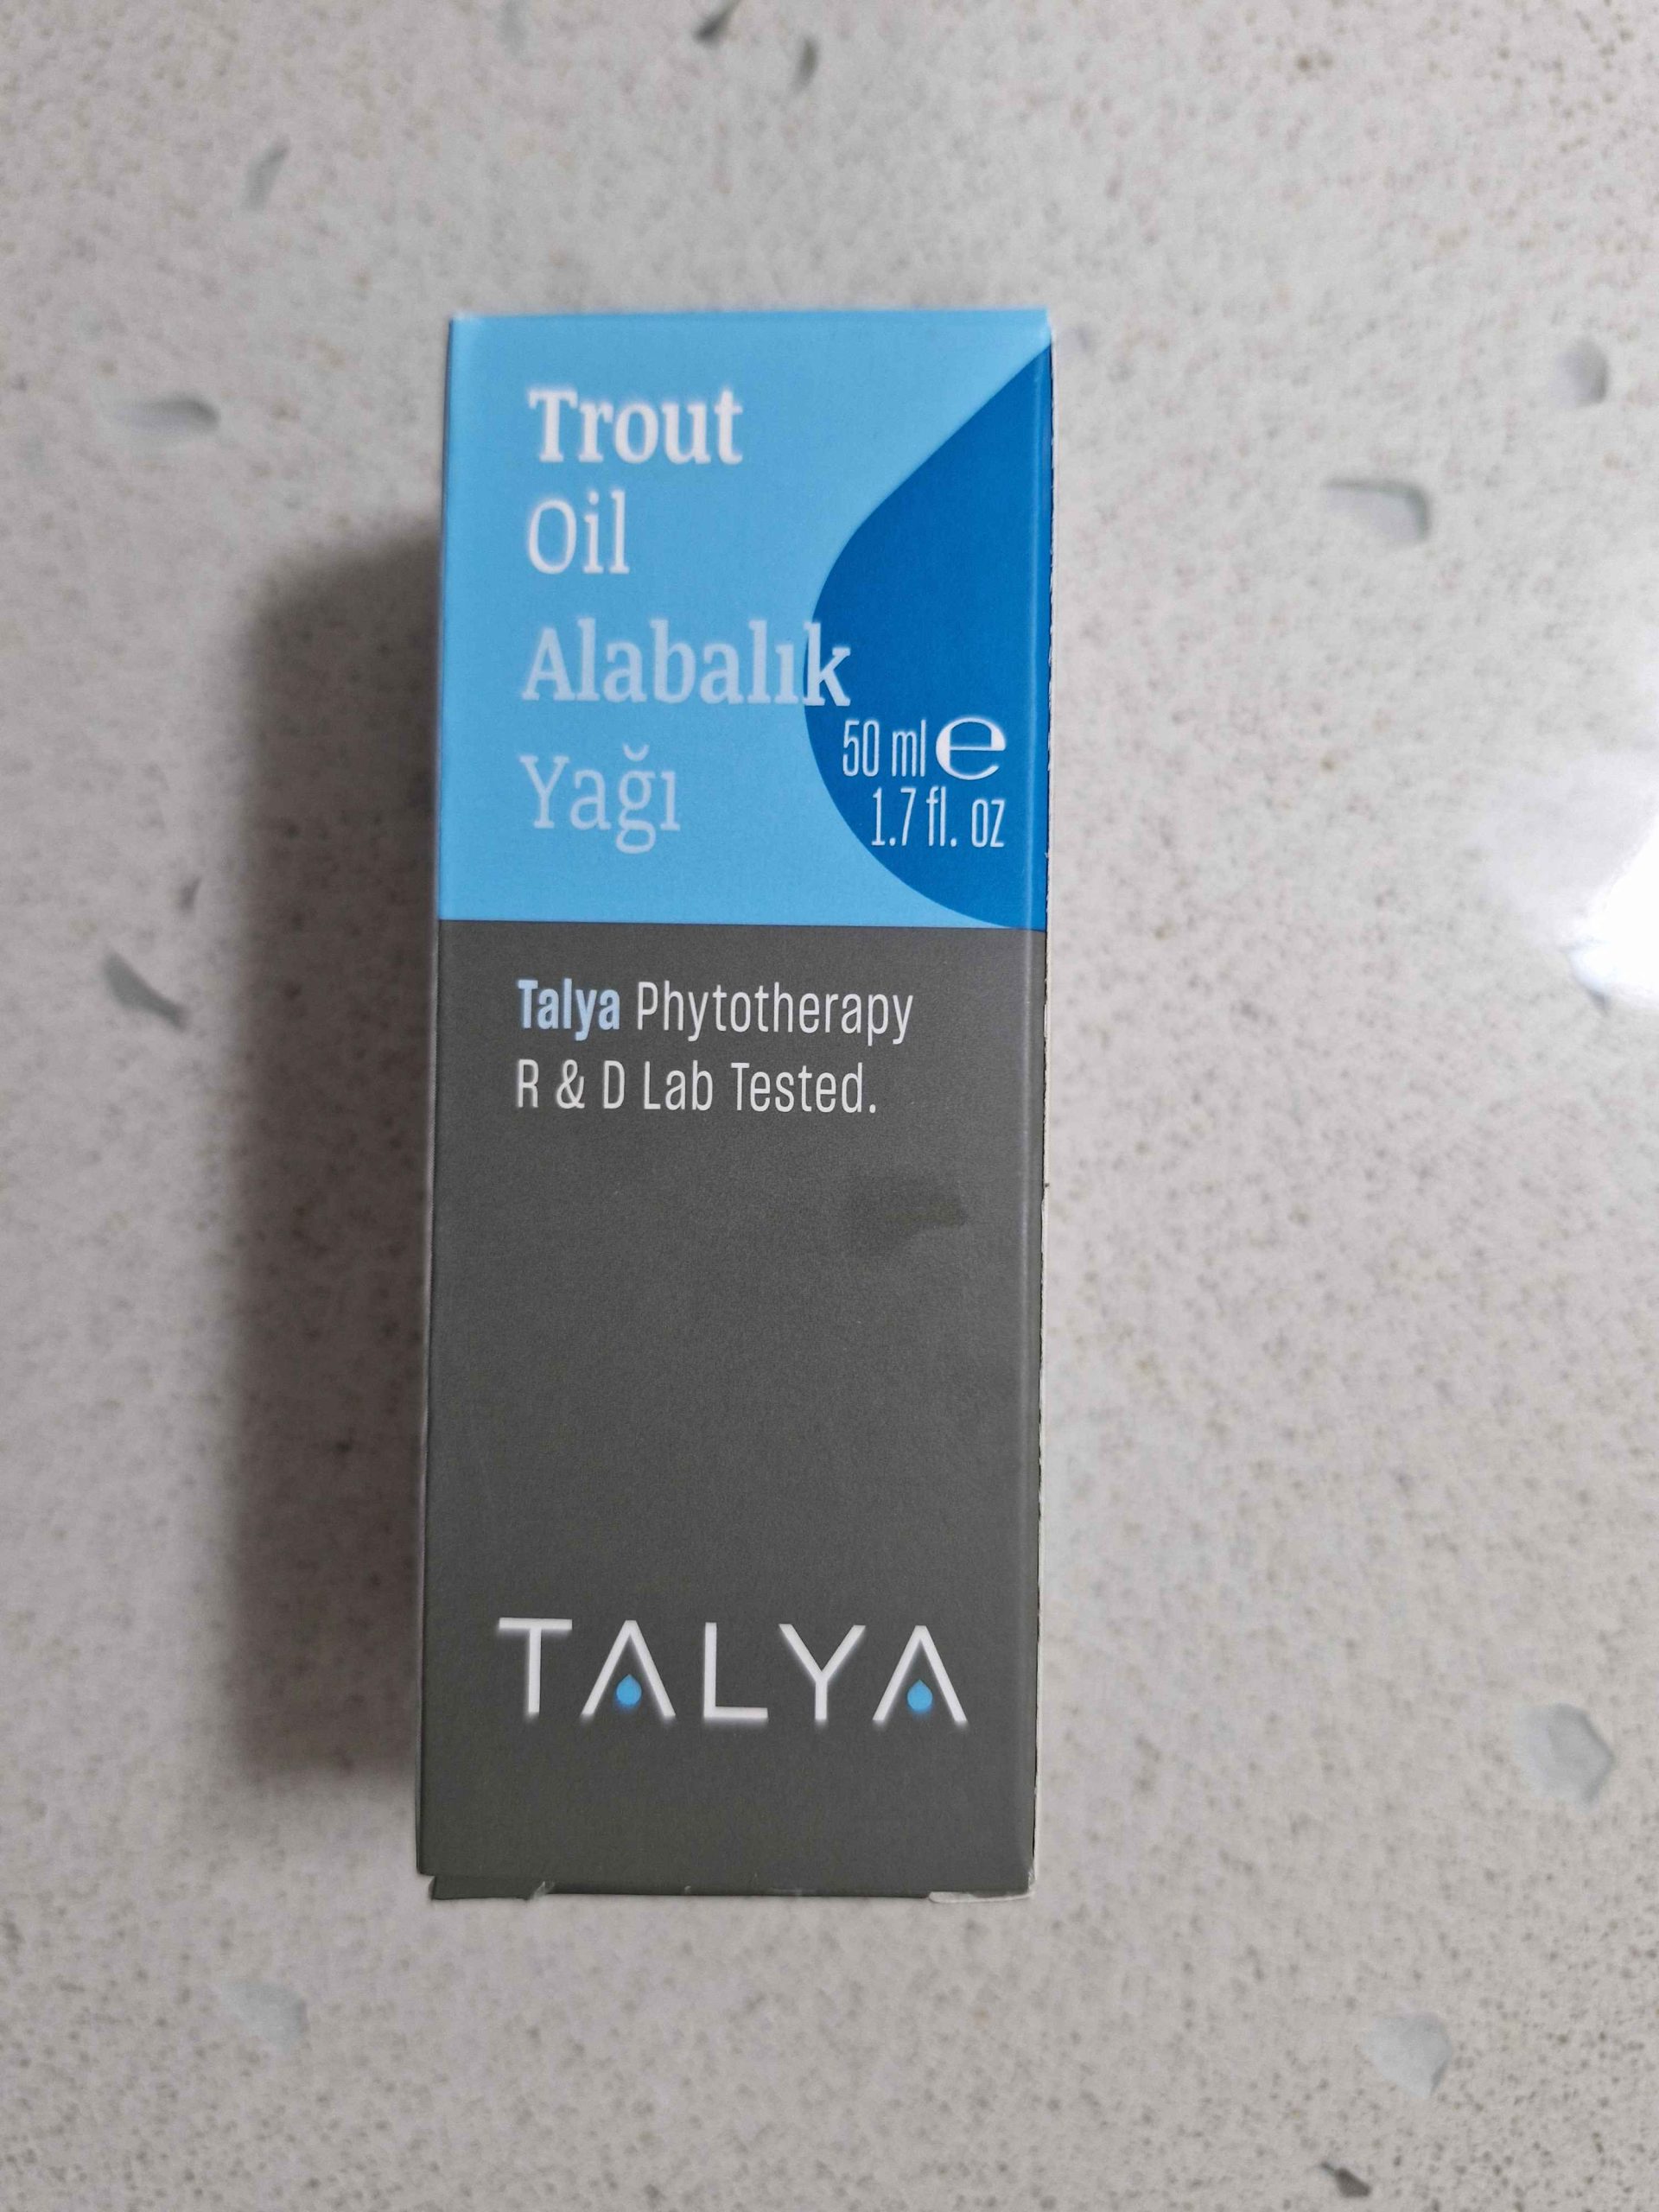 Trout
Oil
Alabalık
Yağı
50 ml e
1.7 fl. oz
Talya Phytotherapy
R & D Lab Tested.
TALYA